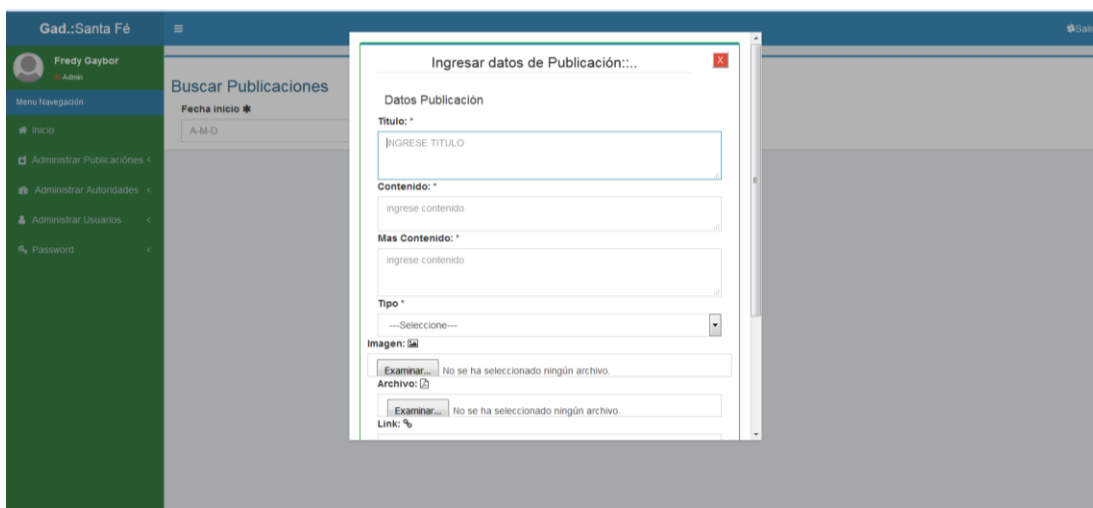 Gad.:Santa Fé
Fredy Gaybor
Admin
Menu Navegación
Inicio
Administrar Publicaciónes
Administrar Autoridades
Administrar Usuarios
Password
Buscar Publicaciones
Fecha inicio ✱
A-M-D
Ingresar datos de Publicación::..
X
Datos Publicación
Titulo: *
INGRESE TITULO
Contenido: *
ingrese contenido
Mas Contenido: *
ingrese contenido
Tipo *
---Seleccione---
Imagen:
Examinar... No se ha seleccionado ningún archivo.
Archivo:
Examinar... No se ha seleccionado ningún archivo.
Link: